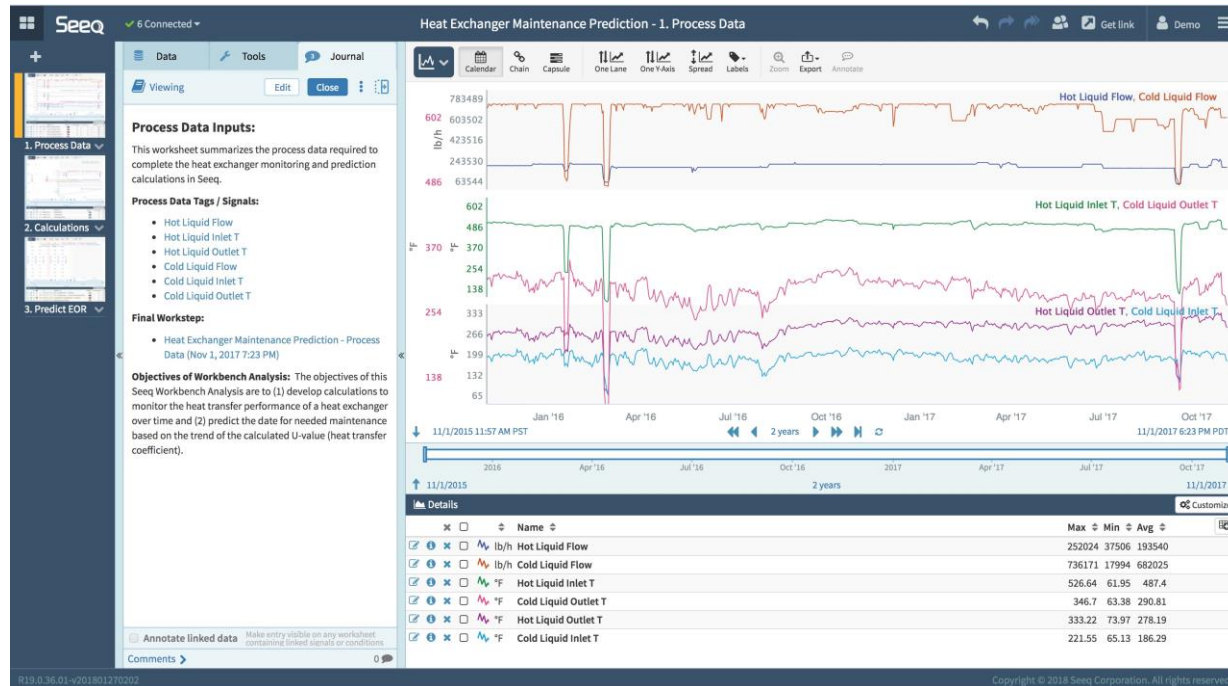 Seeq
6 Connected
Heat Exchanger Maintenance Prediction - 1. Process Data
Get link
Demo
1. Process Data
2. Calculations
3. Predict EOR
Data
Tools
3 Journal
Viewing
Edit
Close
Process Data Inputs:
This worksheet summarizes the process data required to
complete the heat exchanger monitoring and prediction
calculations in Seeq.
Process Data Tags / Signals:
• Hot Liquid Flow
• Hot Liquid Inlet T
• Hot Liquid Outlet T
• Cold Liquid Flow
• Cold Liquid Inlet T
• Cold Liquid Outlet T
Final Workstep:
• Heat Exchanger Maintenance Prediction - Process
Data (Nov 1, 2017 7:23 PM)
Objectives of Workbench Analysis: The objectives of this
Seeq Workbench Analysis are to (1) develop calculations to
monitor the heat transfer performance of a heat exchanger
over time and (2) predict the date for needed maintenance
based on the trend of the calculated U-value (heat transfer
coefficient).
Annotate linked data
Make entry visible on any worksheet
containing linked signals or conditions
Comments
0
Calendar Chain Capsule One Lane One Y-Axis Spread Labels Zoom Export Annotate
Hot Liquid Flow, Cold Liquid Flow
783489
602 603502
lb/h
423516
243530
486 63544
Hot Liquid Inlet T, Cold Liquid Outlet T
602
486
°F 370 °F 370
254
138
Hot Liquid Outlet T, Cold Liquid Inlet T
254 333
266
°F 199
138 132
65
Jan '16 Apr '16 Jul '16 Oct '16 Jan '17 Apr '17 Jul '17 Oct '17
11/1/2015 11:57 AM PST 2 years 11/1/2017 6:23 PM PDT
2016 Apr '16 Jul '16 Oct '16 2017 Apr '17 Jul '17 Oct '17
11/1/2015 2 years 11/1/2017
Details Customize
Name Max Min Avg
lb/h Hot Liquid Flow 252024 37506 193540
lb/h Cold Liquid Flow 736171 17994 682025
°F Hot Liquid Inlet T 526.64 61.95 487.4
°F Cold Liquid Outlet T 346.7 63.38 290.81
°F Hot Liquid Outlet T 333.22 73.97 278.19
°F Cold Liquid Inlet T 221.55 65.13 186.29
R19.0.36.01-v201801270202
Copyright © 2018 Seeq Corporation. All rights reserved